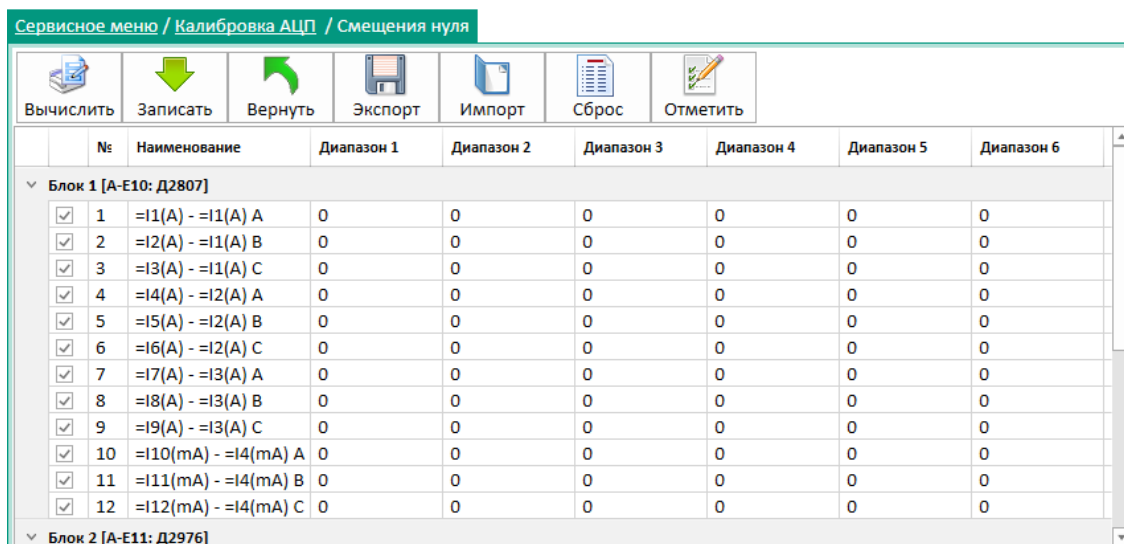 Сервисное меню / Калибровка АЦП / Смещения нуля
Вычислить Записать Вернуть Экспорт Импорт Сброс Отметить
№ Наименование Диапазон 1 Диапазон 2 Диапазон 3 Диапазон 4 Диапазон 5 Диапазон 6
Блок 1 [A-E10: Д2807]
1 =I1(A) - =I1(A) A 0 0 0 0 0 0
2 =I2(A) - =I1(A) B 0 0 0 0 0 0
3 =I3(A) - =I1(A) C 0 0 0 0 0 0
4 =I4(A) - =I2(A) A 0 0 0 0 0 0
5 =I5(A) - =I2(A) B 0 0 0 0 0 0
6 =I6(A) - =I2(A) C 0 0 0 0 0 0
7 =I7(A) - =I3(A) A 0 0 0 0 0 0
8 =I8(A) - =I3(A) B 0 0 0 0 0 0
9 =I9(A) - =I3(A) C 0 0 0 0 0 0
10 =I10(mA) - =I4(mA) A 0 0 0 0 0 0
11 =I11(mA) - =I4(mA) B 0 0 0 0 0 0
12 =I12(mA) - =I4(mA) C 0 0 0 0 0 0
Блок 2 [A-E11: Д2976]